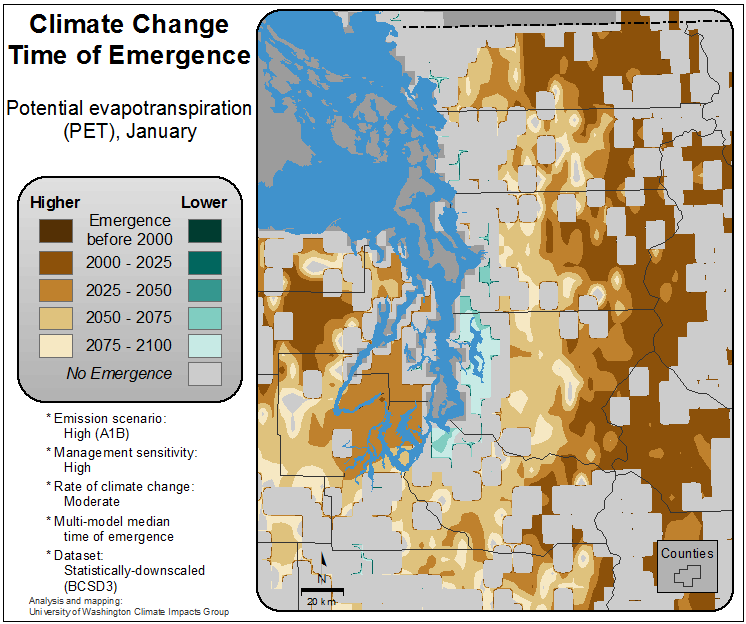 Climate Change
Time of Emergence
Potential evapotranspiration
(PET), January
Higher Lower
Emergence
before 2000
2000 - 2025
2025 - 2050
2050 - 2075
2075 - 2100
No Emergence
* Emission scenario:
High (A1B)
* Management sensitivity:
High
* Rate of climate change:
Moderate
* Multi-model median
time of emergence
* Dataset:
Statistically-downscaled
(BCSD3)
Analysis and mapping:
University of Washington Climate Impacts Group
N
20 km
Counties